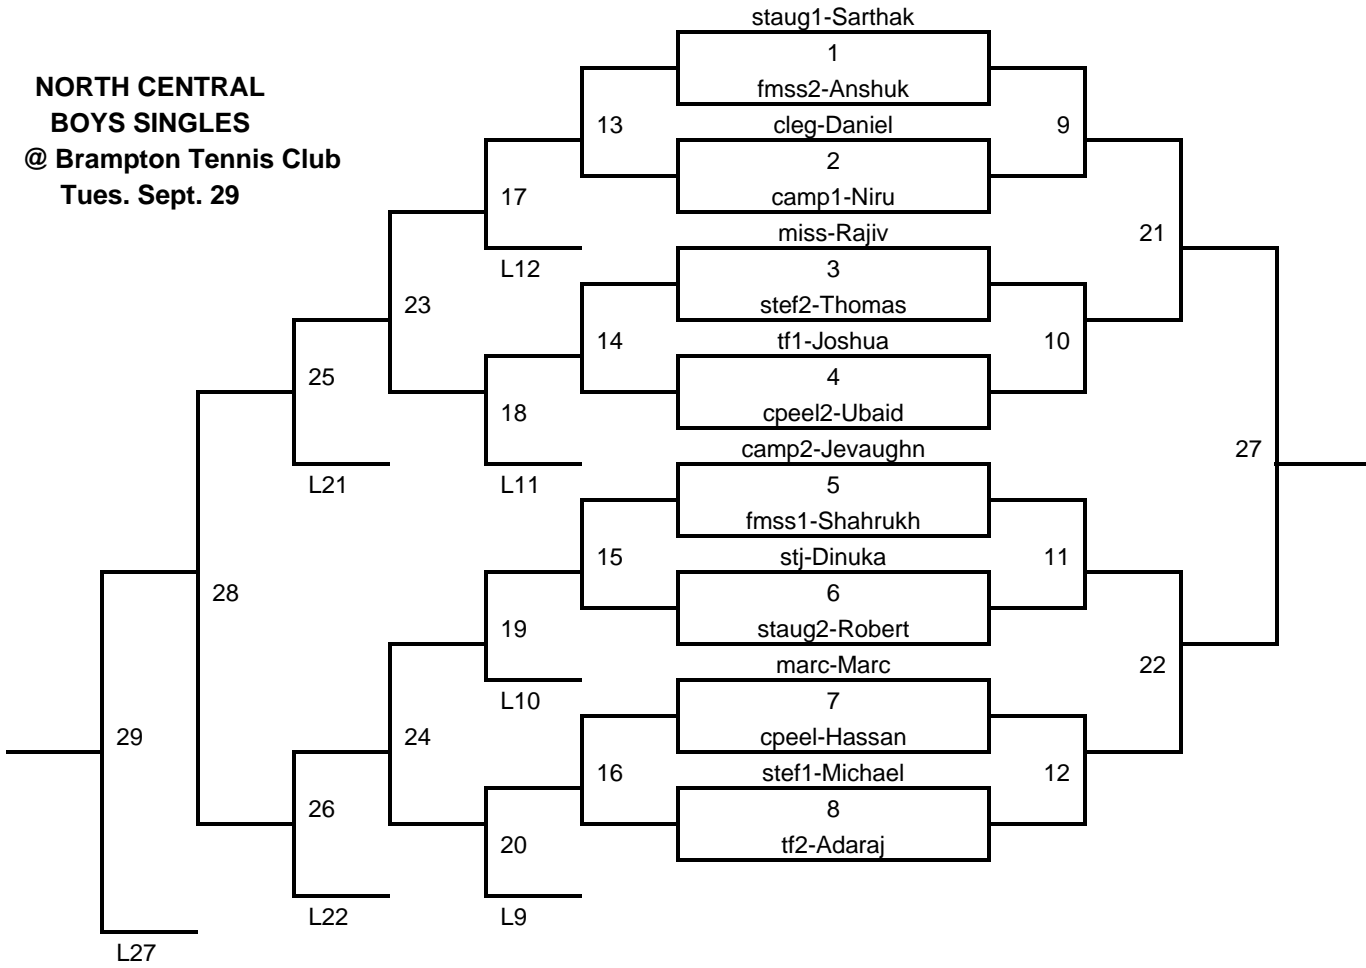 NORTH CENTRAL
BOYS SINGLES
@ Brampton Tennis Club
Tues. Sept. 29
staug1-Sarthak
1
fmss2-Anshuk
13
cleg-Daniel
9
2
17
camp1-Niru
miss-Rajiv
21
L12
3
23
stef2-Thomas
14
tf1-Joshua
10
25
4
18
cpeel2-Ubaid
camp2-Jevaughn
27
L21
L11
5
fmss1-Shahrukh
15
stj-Dinuka
11
28
6
19
staug2-Robert
marc-Marc
22
L10
7
29
24
cpeel-Hassan
16
stef1-Michael
12
26
8
20
tf2-Adaraj
L22
L9
L27